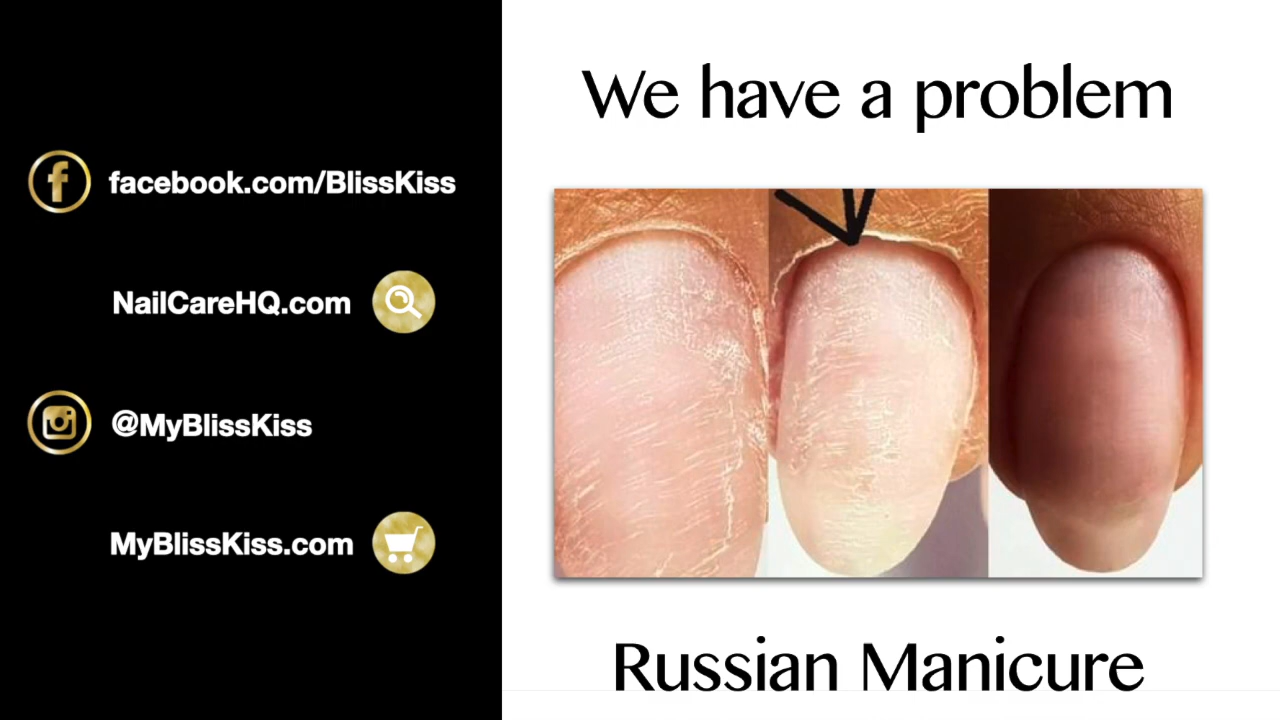 facebook.com/BlissKiss
NailCareHQ.com
@MyBlissKiss
MyBlissKiss.com
We have a problem
Russian Manicure